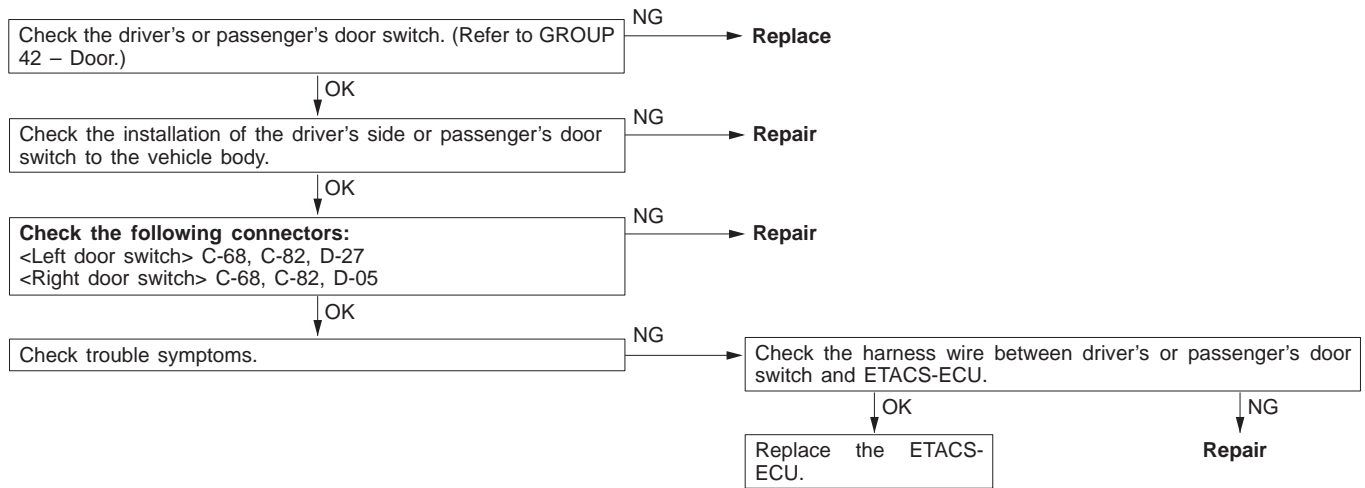 NG
Check the driver's or passenger's door switch. (Refer to GROUP
42 – Door.)
Replace
OK
NG
Check the installation of the driver's side or passenger's door
switch to the vehicle body.
Repair
OK
NG
Check the following connectors:
<Left door switch> C-68, C-82, D-27
<Right door switch> C-68, C-82, D-05
Repair
OK
NG
Check trouble symptoms.
Check the harness wire between driver's or passenger's door
switch and ETACS-ECU.
OK
NG
Replace the ETACS-
ECU.
Repair